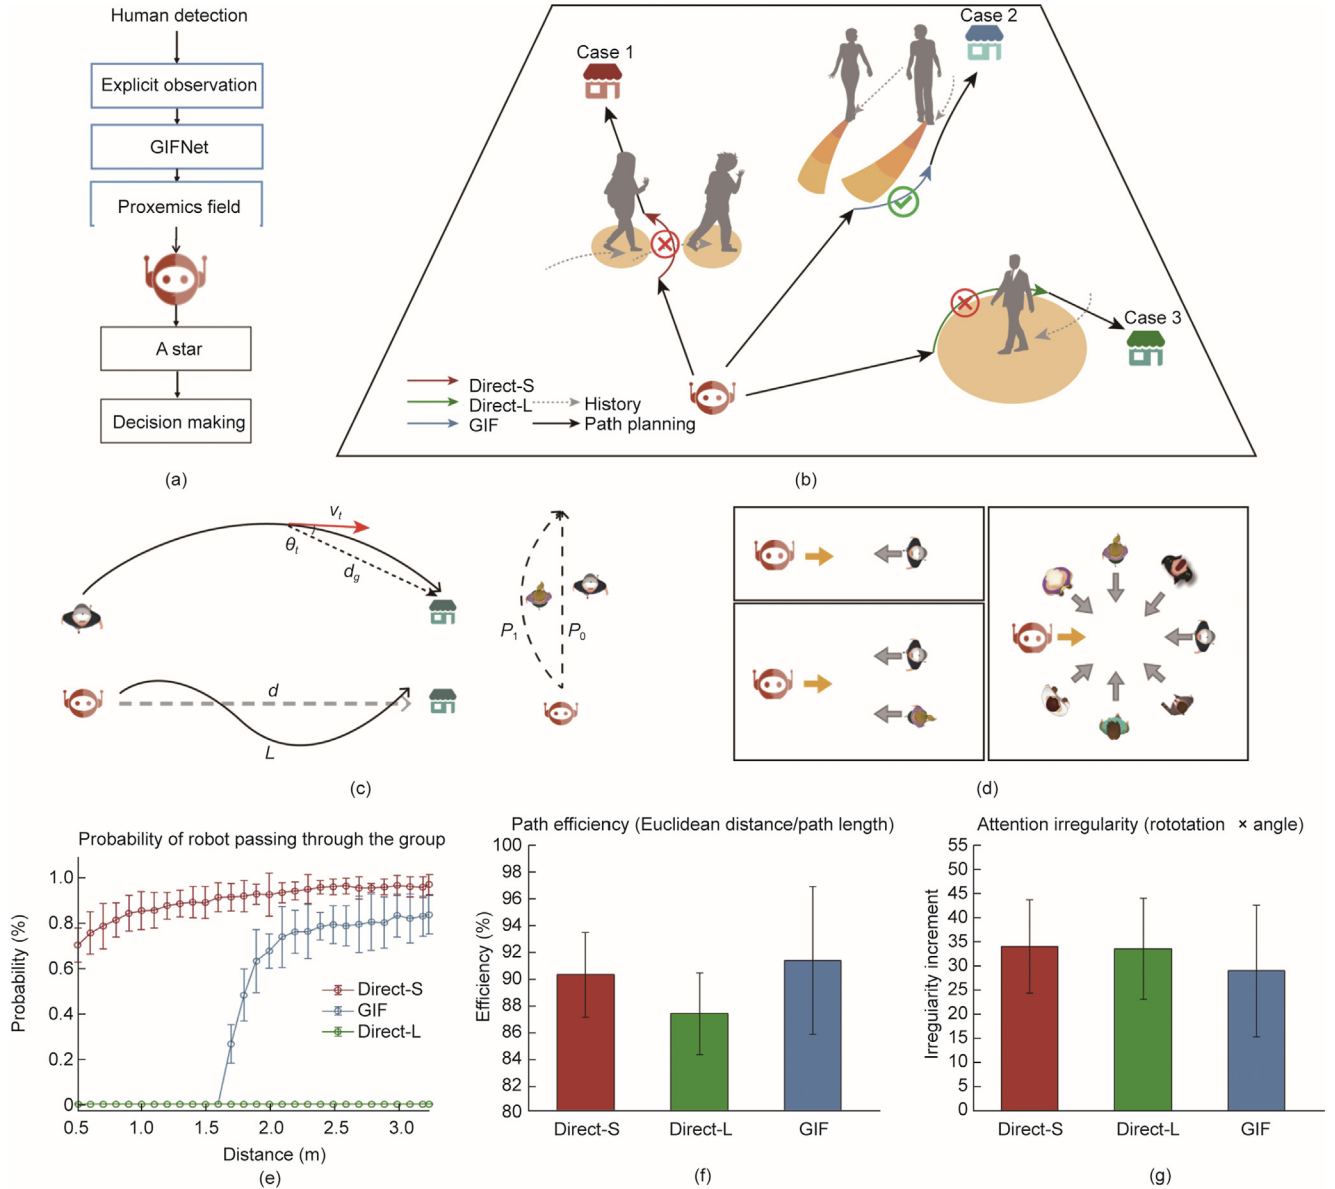 Human detection
Explicit observation
GIFNet
Proxemics field
A star
Decision making
(a)
Case 1
Case 2
Case 3
Direct-S
Direct-L
History
GIF
Path planning
(b)
v_t
θ_t
d_g
d
L
P_1
P_0
(c)
(d)
Probability of robot passing through the group
Probability (%)
1.0
0.8
0.6
0.4
0.2
0
Direct-S
GIF
Direct-L
0.5 1.0 1.5 2.0 2.5 3.0
Distance (m)
(e)
Path efficiency (Euclidean distance/path length)
Efficiency (%)
100
98
96
94
92
90
88
86
84
82
80
Direct-S Direct-L GIF
(f)
Attention irregularity (rototation × angle)
Irreguiarity increment
55
50
45
40
35
30
25
20
15
10
5
0
Direct-S Direct-L GIF
(g)